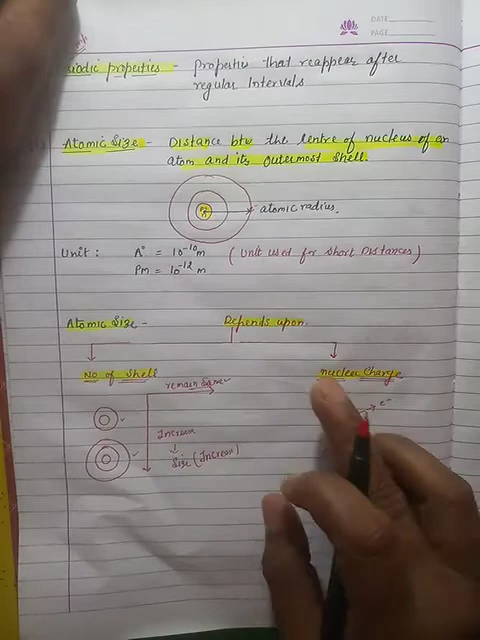 DATE
PAGE
properties - Properties that reappear after
regular Intervals
Atomic Size - Distance btw the centre of nucleus of an
atom and its Outermost Shell.
atomic radius.
Unit : A° = 10⁻¹⁰m (Unit used for Short Distances)
Pm = 10⁻¹² m
Atomic Size - Depends upon.
No of Shell
nuclear Charge
remain Same
e⁻
Increase
Size (Increase)